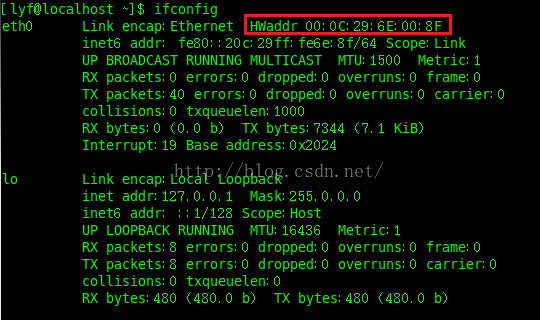 [lyf@localhost ~]$ ifconfig
eth0 Link encap:Ethernet HWaddr 00:0C:29:6E:00:8F
inet6 addr: fe80::20c:29ff:fe6e:8f/64 Scope:Link
UP BROADCAST RUNNING MULTICAST MTU:1500 Metric:1
RX packets:0 errors:0 dropped:0 overruns:0 frame:0
TX packets:40 errors:0 dropped:0 overruns:0 carrier:0
collisions:0 txqueuelen:1000
RX bytes:0 (0.0 b) TX bytes:7344 (7.1 KiB)
Interrupt:19 Base address:0x2024
http://blog.csdn.net/
lo Link encap:Local Loopback
inet addr:127.0.0.1 Mask:255.0.0.0
inet6 addr: ::1/128 Scope:Host
UP LOOPBACK RUNNING MTU:16436 Metric:1
RX packets:8 errors:0 dropped:0 overruns:0 frame:0
TX packets:8 errors:0 dropped:0 overruns:0 carrier:0
collisions:0 txqueuelen:0
RX bytes:480 (480.0 b) TX bytes:480 (480.0 b)